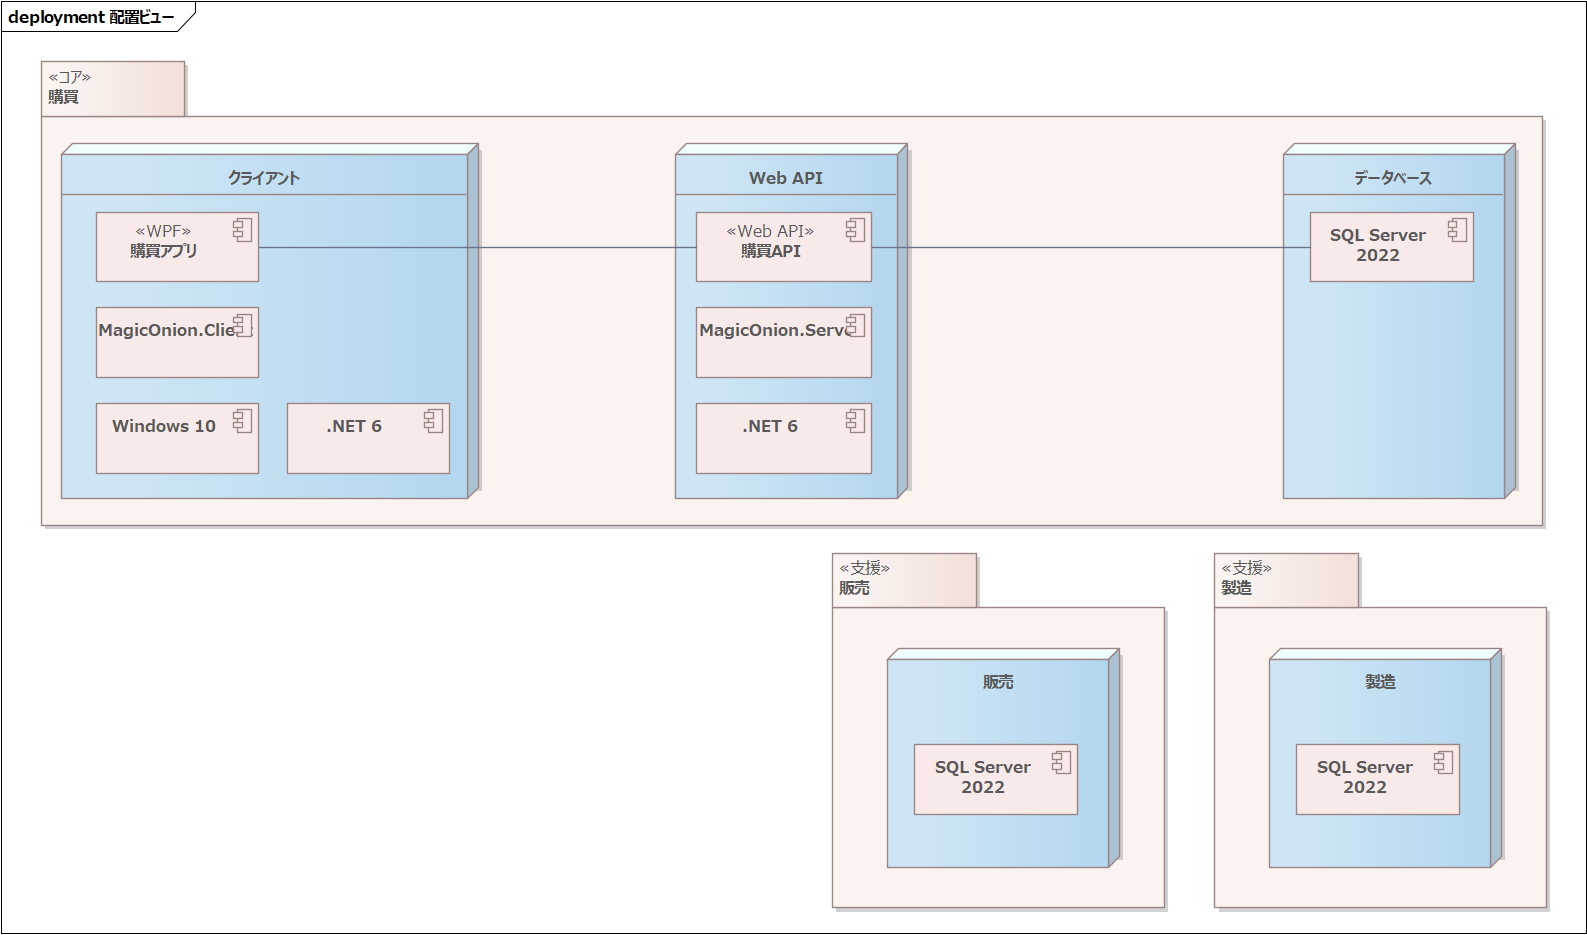 deployment 配置ビュー
«コア»
購買
クライアント
«WPF»
購買アプリ
MagicOnion.Clie
Windows 10
.NET 6
Web API
«Web API»
購買API
MagicOnion.Serve
.NET 6
データベース
SQL Server
2022
«支援»
販売
販売
SQL Server
2022
«支援»
製造
製造
SQL Server
2022